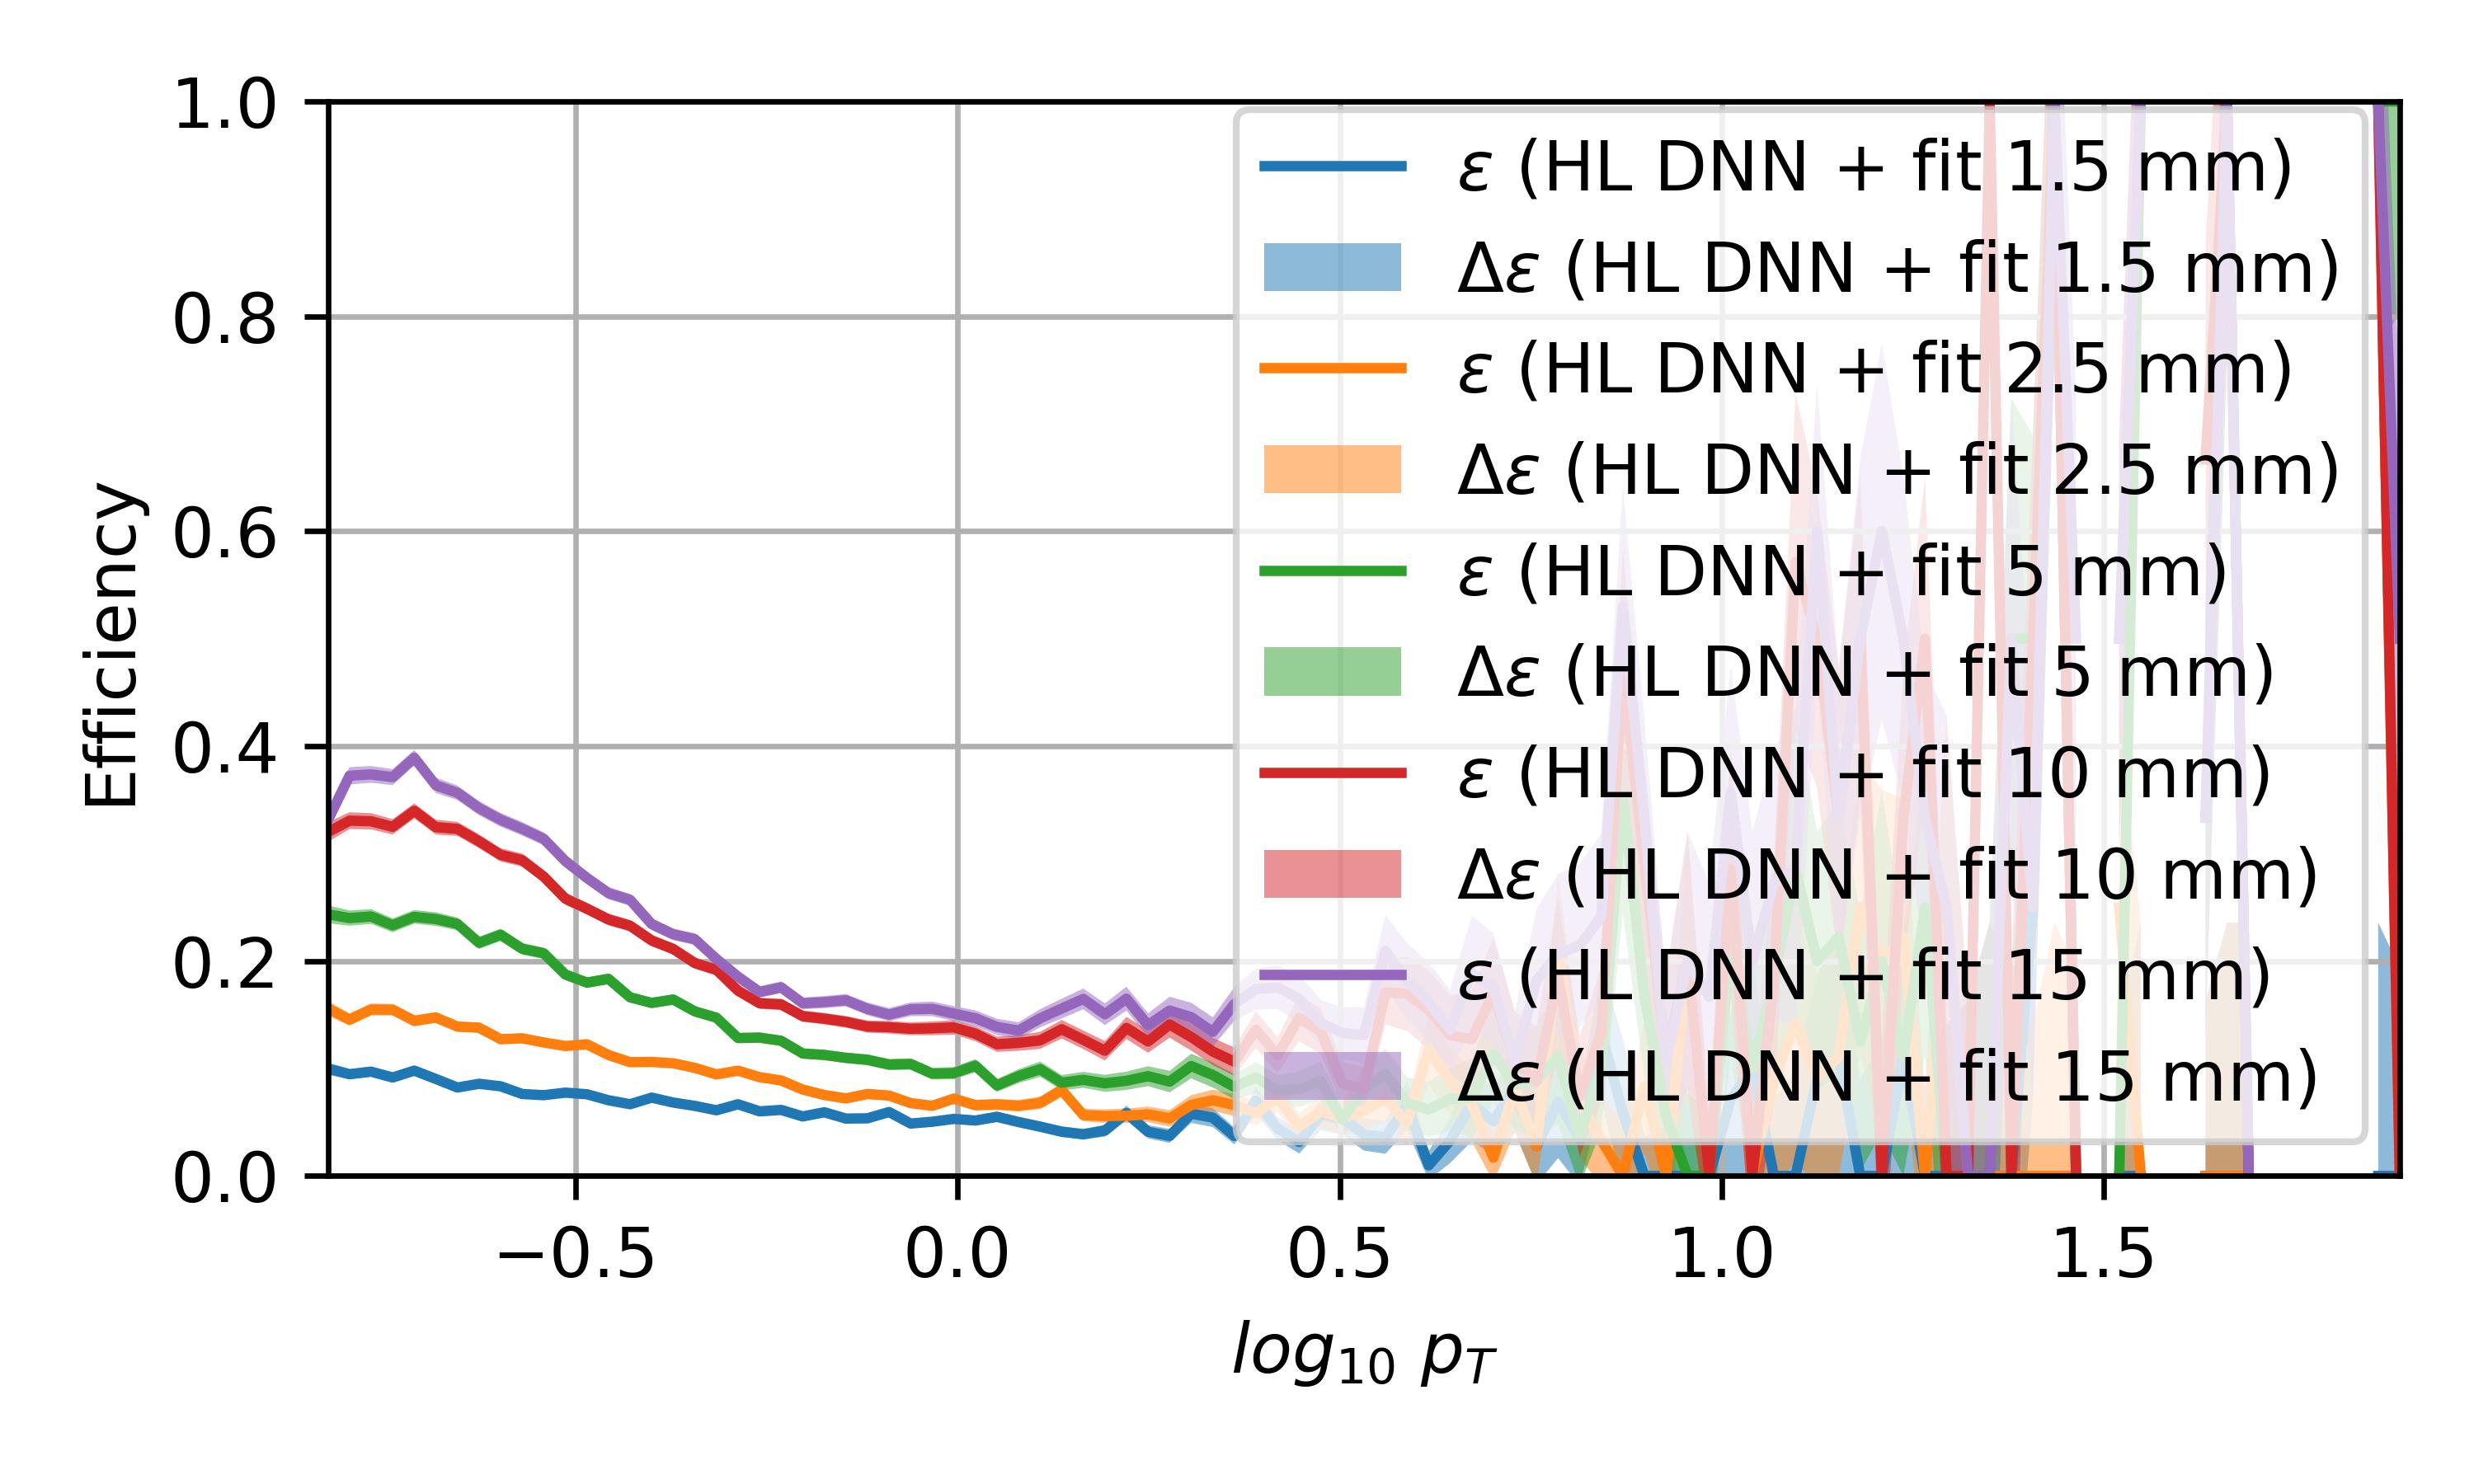 1.0
0.8
0.6
0.4
0.2
0.0
Efficiency
ε (HL DNN + fit 1.5 mm)
Δε (HL DNN + fit 1.5 mm)
ε (HL DNN + fit 2.5 mm)
Δε (HL DNN + fit 2.5 mm)
ε (HL DNN + fit 5 mm)
Δε (HL DNN + fit 5 mm)
ε (HL DNN + fit 10 mm)
Δε (HL DNN + fit 10 mm)
ε (HL DNN + fit 15 mm)
Δε (HL DNN + fit 15 mm)
−0.5 0.0 0.5 1.0 1.5
log₁₀ p_T